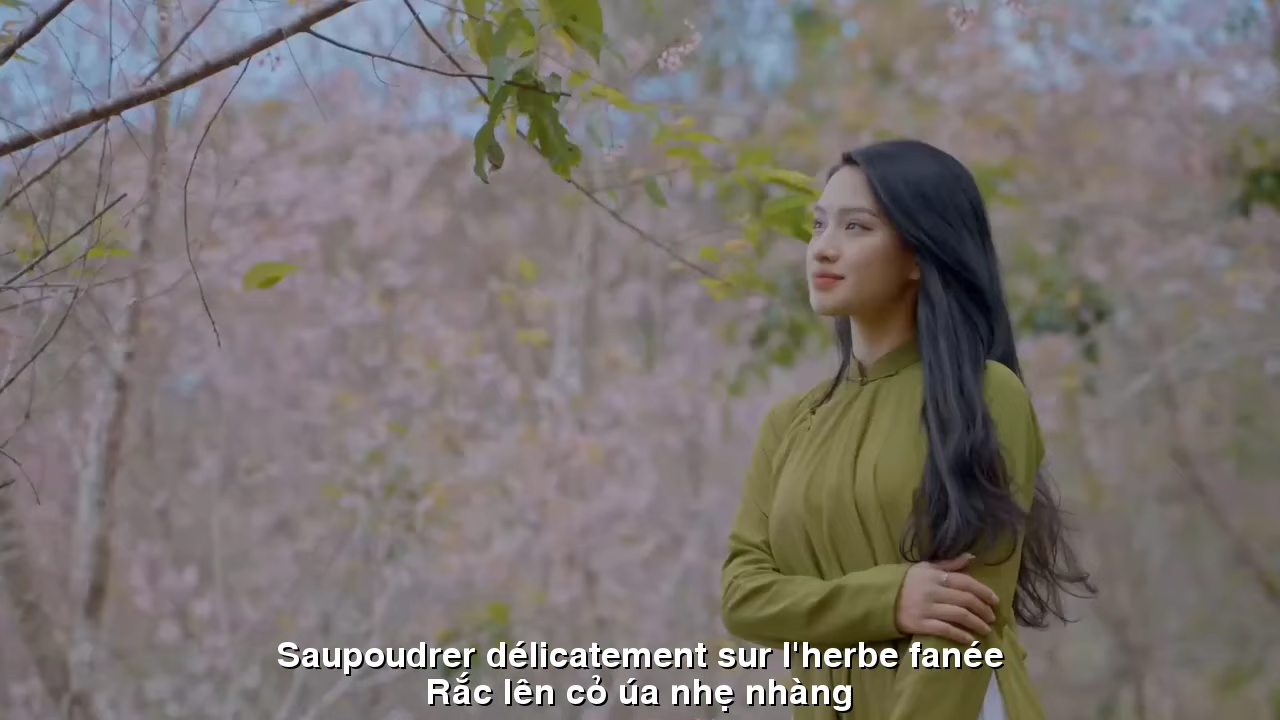 Saupoudrer délicatement sur l'herbe fanée
Rắc lên cỏ úa nhẹ nhàng